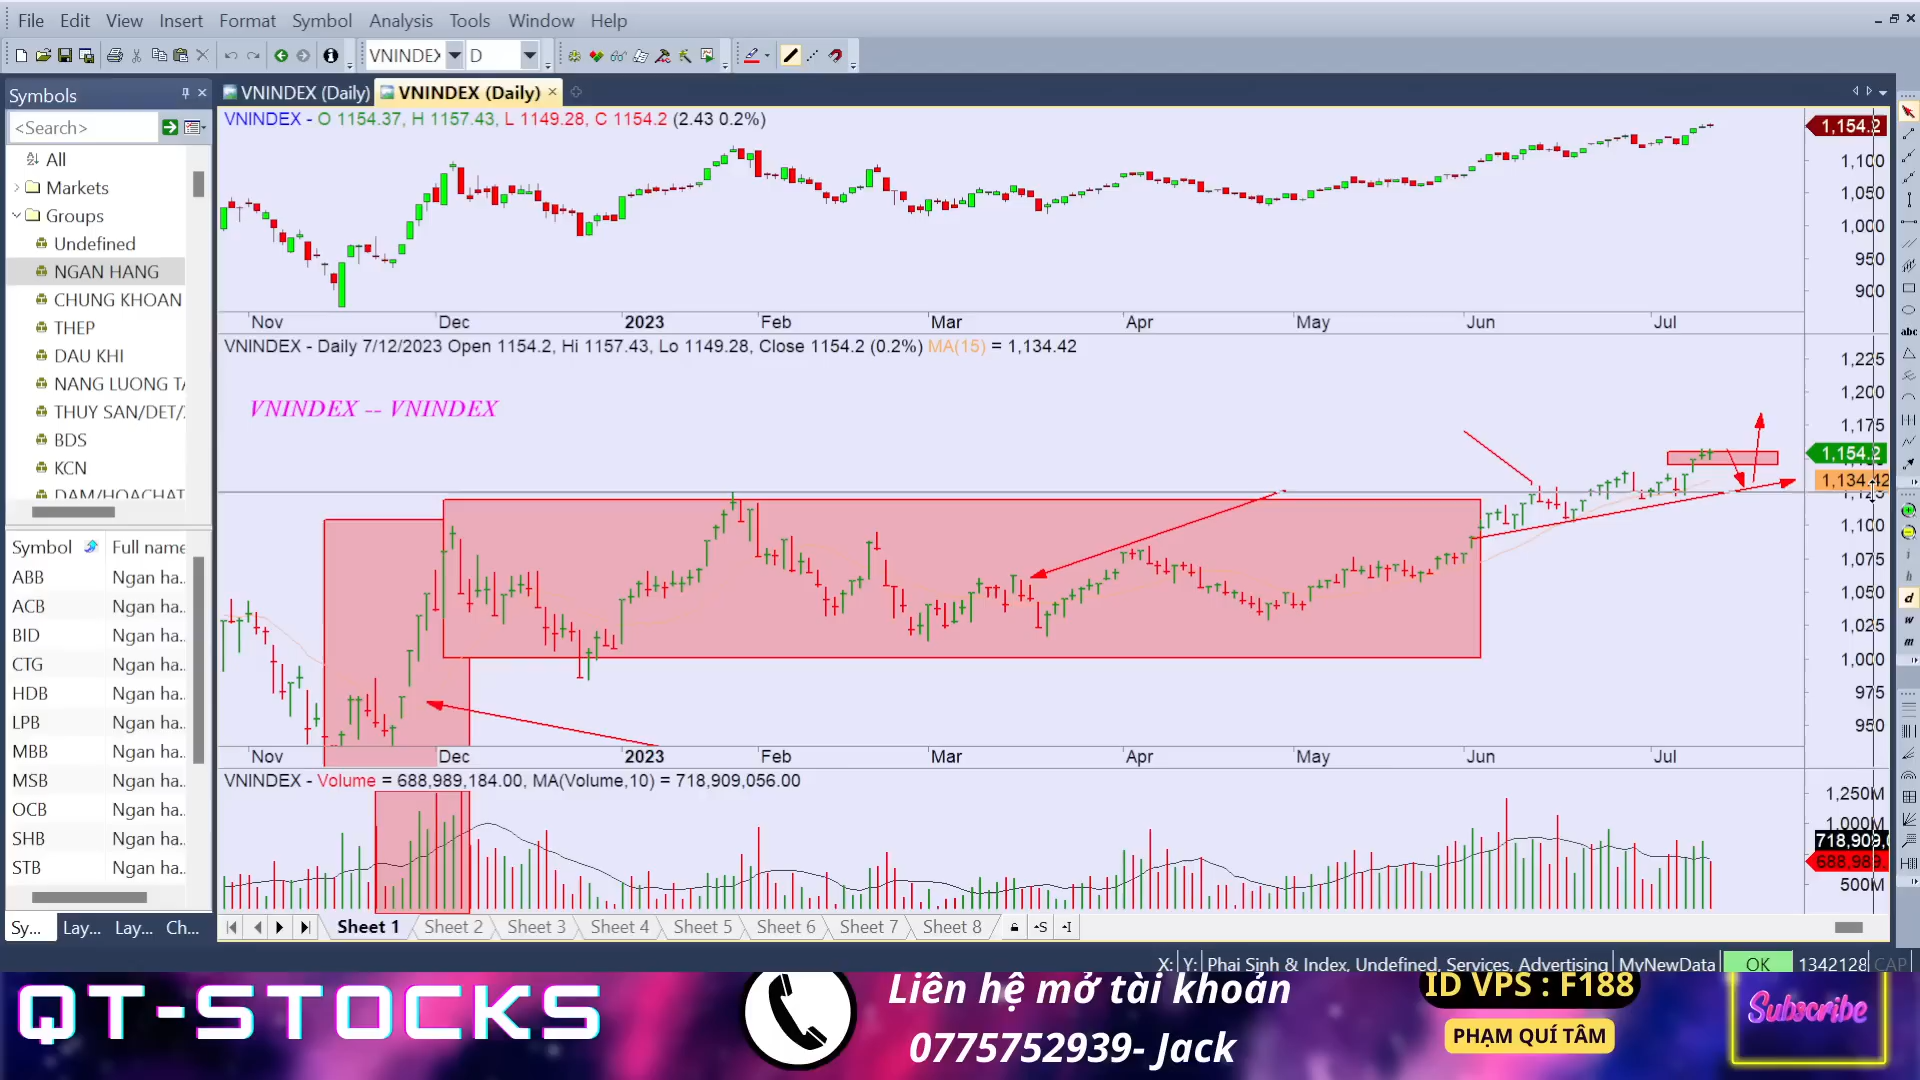 File Edit View Insert Format Symbol Analysis Tools Window Help
VNINDEX D
Symbols
<Search>
All
Markets
Groups
Undefined
NGAN HANG
CHUNG KHOAN
THEP
DAU KHI
NANG LUONG TA
THUY SAN/DET/
BDS
KCN
DAM/HOACHAT
Symbol Full name
ABB Ngan ha..
ACB Ngan ha..
BID Ngan ha..
CTG Ngan ha..
HDB Ngan ha..
LPB Ngan ha..
MBB Ngan ha..
MSB Ngan ha..
OCB Ngan ha..
SHB Ngan ha..
STB Ngan ha..
Sy... Lay... Lay... Ch...
VNINDEX (Daily) VNINDEX (Daily)
VNINDEX - O 1154.37, H 1157.43, L 1149.28, C 1154.2 (2.43 0.2%)
1,154.2
1,100
1,050
1,000
950
900
Nov Dec 2023 Feb Mar Apr May Jun Jul
VNINDEX - Daily 7/12/2023 Open 1154.2, Hi 1157.43, Lo 1149.28, Close 1154.2 (0.2%) MA(15) = 1,134.42
VNINDEX -- VNINDEX
1,225
1,200
1,175
1,154.2
1,134.42
1,125
1,100
1,075
1,050
1,025
1,000
975
950
Nov Dec 2023 Feb Mar Apr May Jun Jul
VNINDEX - Volume = 688,989,184.00, MA(Volume,10) = 718,909,056.00
1,250M
1,000M
718,909,0
688,989,
500M
Sheet 1 Sheet 2 Sheet 3 Sheet 4 Sheet 5 Sheet 6 Sheet 7 Sheet 8
abc
i
h
d
w
m
X: Y: Phai Sinh & Index, Undefined, Services, Advertising MyNewData OK 1342128 CAP
QT-STOCKS
Liên hệ mở tài khoản
0775752939- Jack
ID VPS : F188
PHẠM QUÍ TÂM
Subscribe